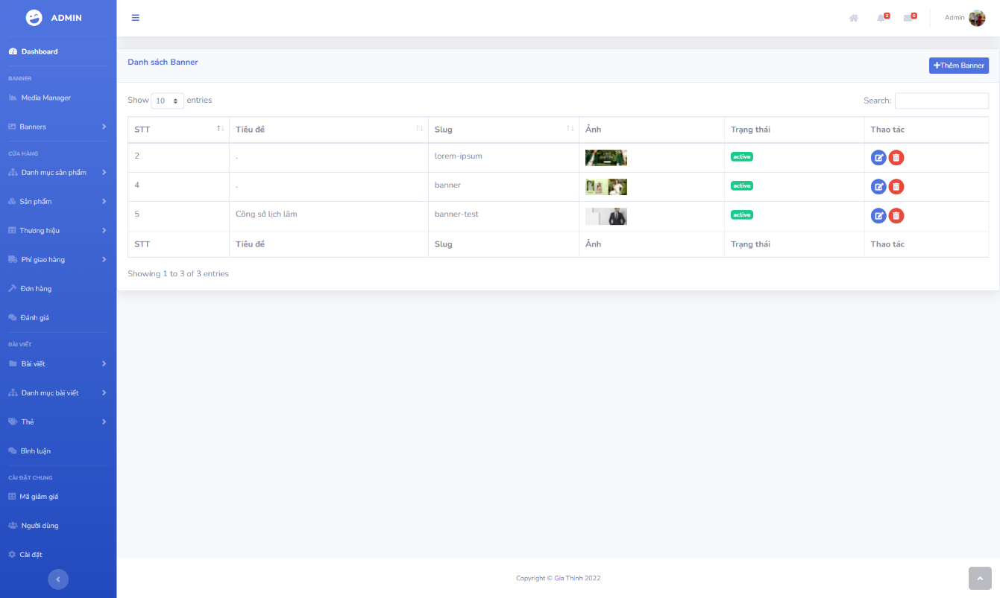 ADMIN
2
0
Admin
Dashboard
BANNER
Media Manager
Banners
CỬA HÀNG
Danh mục sản phẩm
Sản phẩm
Thương hiệu
Phí giao hàng
Đơn hàng
Đánh giá
BÀI VIẾT
Bài viết
Danh mục bài viết
Thẻ
Bình luận
CÀI ĐẶT CHUNG
Mã giảm giá
Người dùng
Cài đặt
Danh sách Banner
Thêm Banner
Show 10 entries
Search:
STT Tiêu đề Slug Ảnh Trạng thái Thao tác
2 . lorem-ipsum active
4 . banner active
5 Công sở lịch lãm banner-test active
STT Tiêu đề Slug Ảnh Trạng thái Thao tác
Showing 1 to 3 of 3 entries
Copyright © Gia Thinh 2022